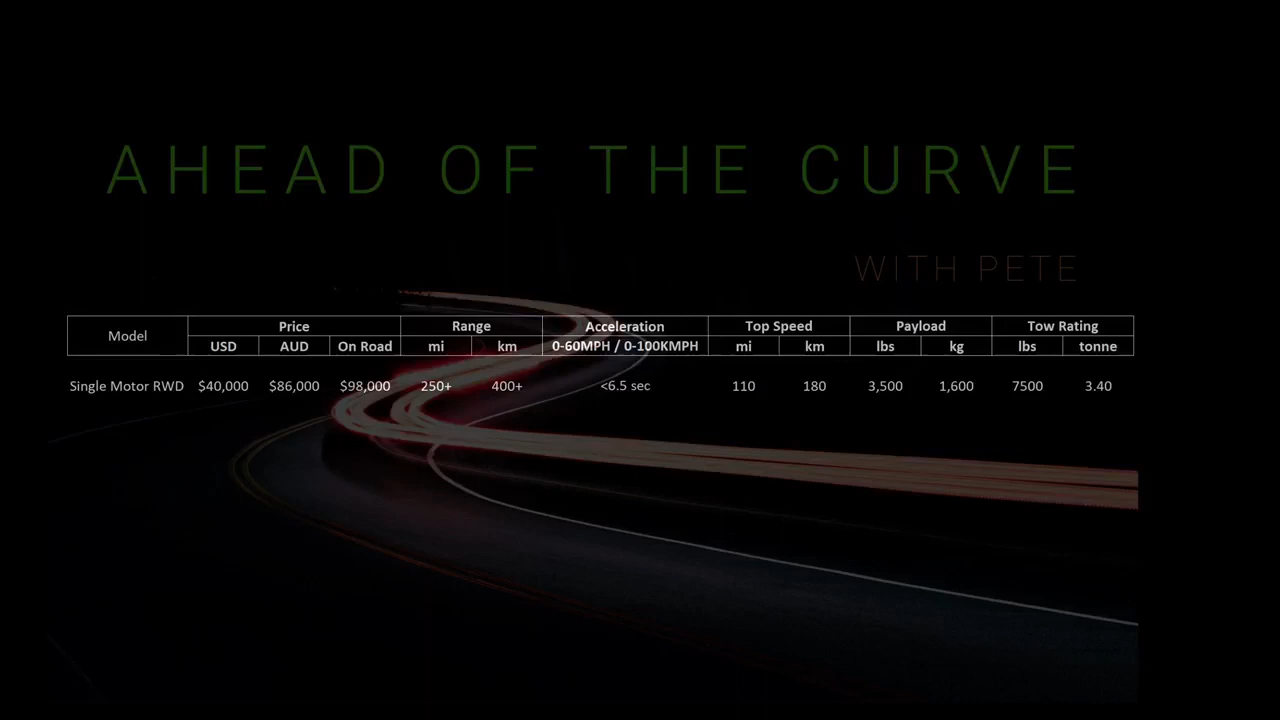 AHEAD OF THE CURVE
WITH PETE
Model Price Range Acceleration Top Speed Payload Tow Rating
USD AUD On Road mi km 0-60MPH / 0-100KMPH mi km lbs kg lbs tonne
Single Motor RWD $40,000 $86,000 $98,000 250+ 400+ <6.5 sec 110 180 3,500 1,600 7500 3.40